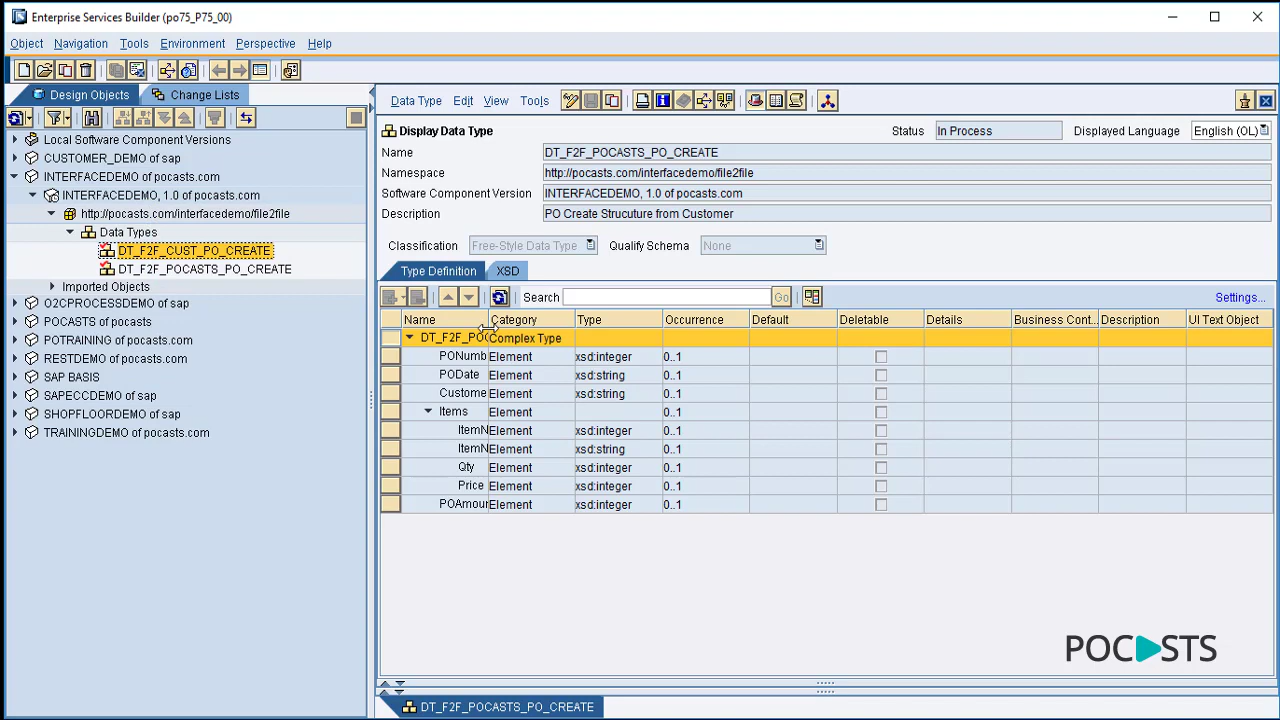 Enterprise Services Builder (po75_P75_00)
Object Navigation Tools Environment Perspective Help
Design Objects Change Lists
Local Software Component Versions
CUSTOMER_DEMO of sap
INTERFACEDEMO of pocasts.com
INTERFACEDEMO, 1.0 of pocasts.com
http://pocasts.com/interfacedemo/file2file
Data Types
DT_F2F_CUST_PO_CREATE
DT_F2F_POCASTS_PO_CREATE
Imported Objects
O2CPROCESSDEMO of sap
POCASTS of pocasts
POTRAINING of pocasts.com
RESTDEMO of pocasts.com
SAP BASIS
SAPECCDEMO of sap
SHOPFLOORDEMO of sap
TRAININGDEMO of pocasts.com
Data Type Edit View Tools
Display Data Type Status In Process Displayed Language English (OL)
Name DT_F2F_POCASTS_PO_CREATE
Namespace http://pocasts.com/interfacedemo/file2file
Software Component Version INTERFACEDEMO, 1.0 of pocasts.com
Description PO Create Strucuture from Customer
Classification Free-Style Data Type Qualify Schema None
Type Definition XSD
Search Go Settings...
Name Category Type Occurrence Default Deletable Details Business Cont... Description UI Text Object
DT_F2F_PO Complex Type
PONumb Element xsd:integer 0..1
PODate Element xsd:string 0..1
Custome Element xsd:string 0..1
Items Element 0..1
ItemN Element xsd:integer 0..1
ItemN Element xsd:string 0..1
Qty Element xsd:integer 0..1
Price Element xsd:integer 0..1
POAmour Element xsd:integer 0..1
POCASTS
DT_F2F_POCASTS_PO_CREATE